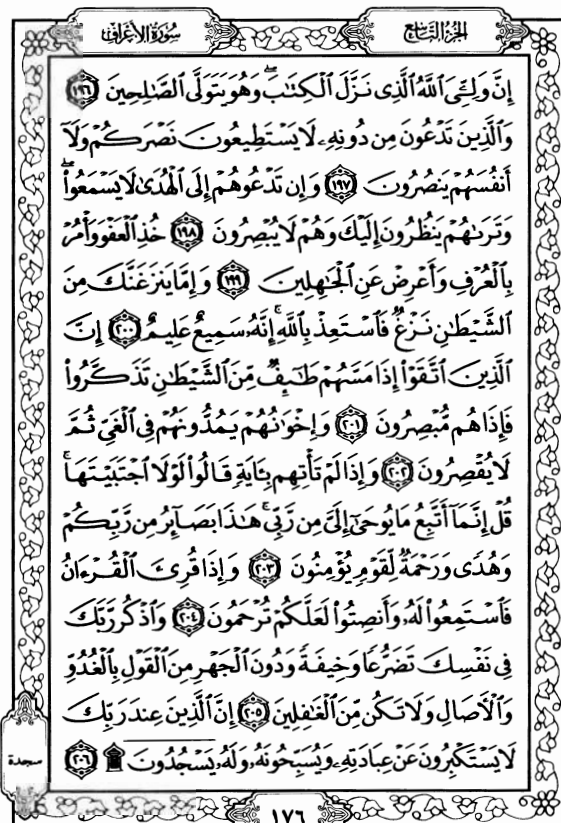 الجزء التاسع
سورة الأعراف
إِنَّ وَلِـِّۧيَ ٱللَّهُ ٱلَّذِى نَزَّلَ ٱلْكِتَٰبَۖ وَهُوَ يَتَوَلَّى ٱلصَّٰلِحِينَ ١٩٦
وَٱلَّذِينَ تَدْعُونَ مِن دُونِهِۦ لَا يَسْتَطِيعُونَ نَصْرَكُمْ وَلَآ
أَنفُسَهُمْ يَنصُرُونَ ١٩٧ وَإِن تَدْعُوهُمْ إِلَى ٱلْهُدَىٰ لَا يَسْمَعُوا۟ۖ
وَتَرَىٰهُمْ يَنظُرُونَ إِلَيْكَ وَهُمْ لَا يُبْصِرُونَ ١٩٨ خُذِ ٱلْعَفْوَ وَأْمُرْ
بِٱلْعُرْفِ وَأَعْرِضْ عَنِ ٱلْجَٰهِلِينَ ١٩٩ وَإِمَّا يَنزَغَنَّكَ مِنَ
ٱلشَّيْطَٰنِ نَزْغٌ فَٱسْتَعِذْ بِٱللَّهِۚ إِنَّهُۥ سَمِيعٌ عَلِيمٌ ٢٠٠ إِنَّ
ٱلَّذِينَ ٱتَّقَوْا۟ إِذَا مَسَّهُمْ طَٰٓئِفٌ مِّنَ ٱلشَّيْطَٰنِ تَذَكَّرُوا۟
فَإِذَا هُم مُّبْصِرُونَ ٢٠١ وَإِخْوَٰنُهُمْ يَمُدُّونَهُمْ فِى ٱلْغَىِّ ثُمَّ
لَا يُقْصِرُونَ ٢٠٢ وَإِذَا لَمْ تَأْتِهِم بِـَٔايَةٍ قَالُوا۟ لَوْلَا ٱجْتَبَيْتَهَاۚ
قُلْ إِنَّمَآ أَتَّبِعُ مَا يُوحَىٰٓ إِلَىَّ مِن رَّبِّىۚ هَٰذَا بَصَآئِرُ مِن رَّبِّكُمْ
وَهُدًى وَرَحْمَةٌ لِّقَوْمٍ يُؤْمِنُونَ ٢٠٣ وَإِذَا قُرِئَ ٱلْقُرْءَانُ
فَٱسْتَمِعُوا۟ لَهُۥ وَأَنصِتُوا۟ لَعَلَّكُمْ تُرْحَمُونَ ٢٠٤ وَٱذْكُر رَّبَّكَ
فِى نَفْسِكَ تَضَرُّعًا وَخِيفَةً وَدُونَ ٱلْجَهْرِ مِنَ ٱلْقَوْلِ بِٱلْغُدُوِّ
وَٱلْءَاصَالِ وَلَا تَكُن مِّنَ ٱلْغَٰفِلِينَ ٢٠٥ إِنَّ ٱلَّذِينَ عِندَ رَبِّكَ
لَا يَسْتَكْبِرُونَ عَنْ عِبَادَتِهِۦ وَيُسَبِّحُونَهُۥ وَلَهُۥ يَسْجُدُونَ ۩ ٢٠٦
سجدة
١٧٦